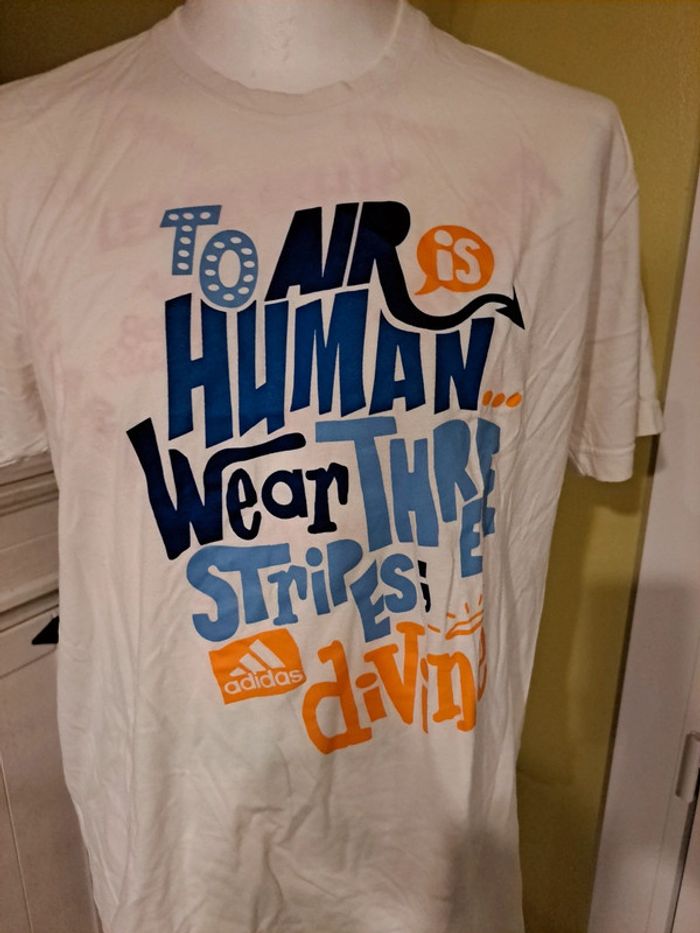 TO AIR is
HUMAN...
Wear THREE
STripES;
adidas divine